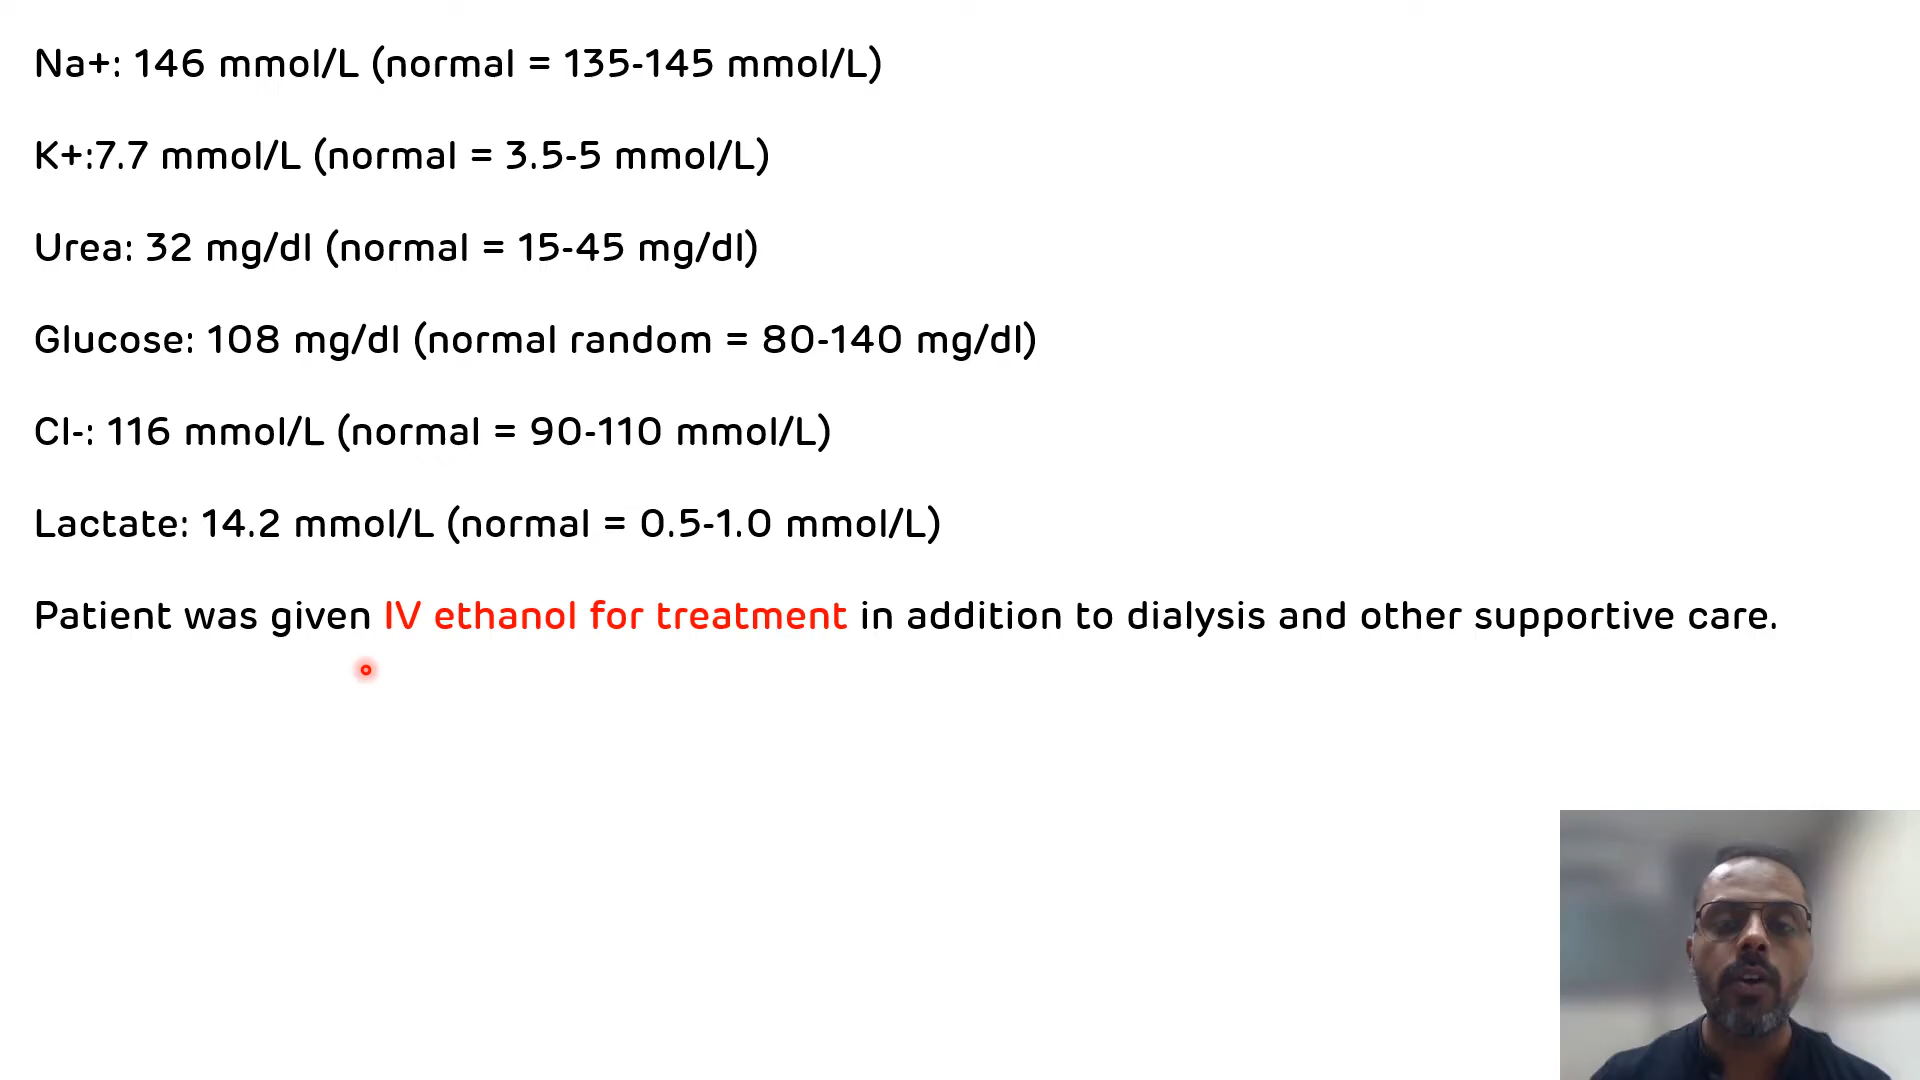 Na+: 146 mmol/L (normal = 135-145 mmol/L)
K+:7.7 mmol/L (normal = 3.5-5 mmol/L)
Urea: 32 mg/dl (normal = 15-45 mg/dl)
Glucose: 108 mg/dl (normal random = 80-140 mg/dl)
Cl-: 116 mmol/L (normal = 90-110 mmol/L)
Lactate: 14.2 mmol/L (normal = 0.5-1.0 mmol/L)
Patient was given IV ethanol for treatment in addition to dialysis and other supportive care.